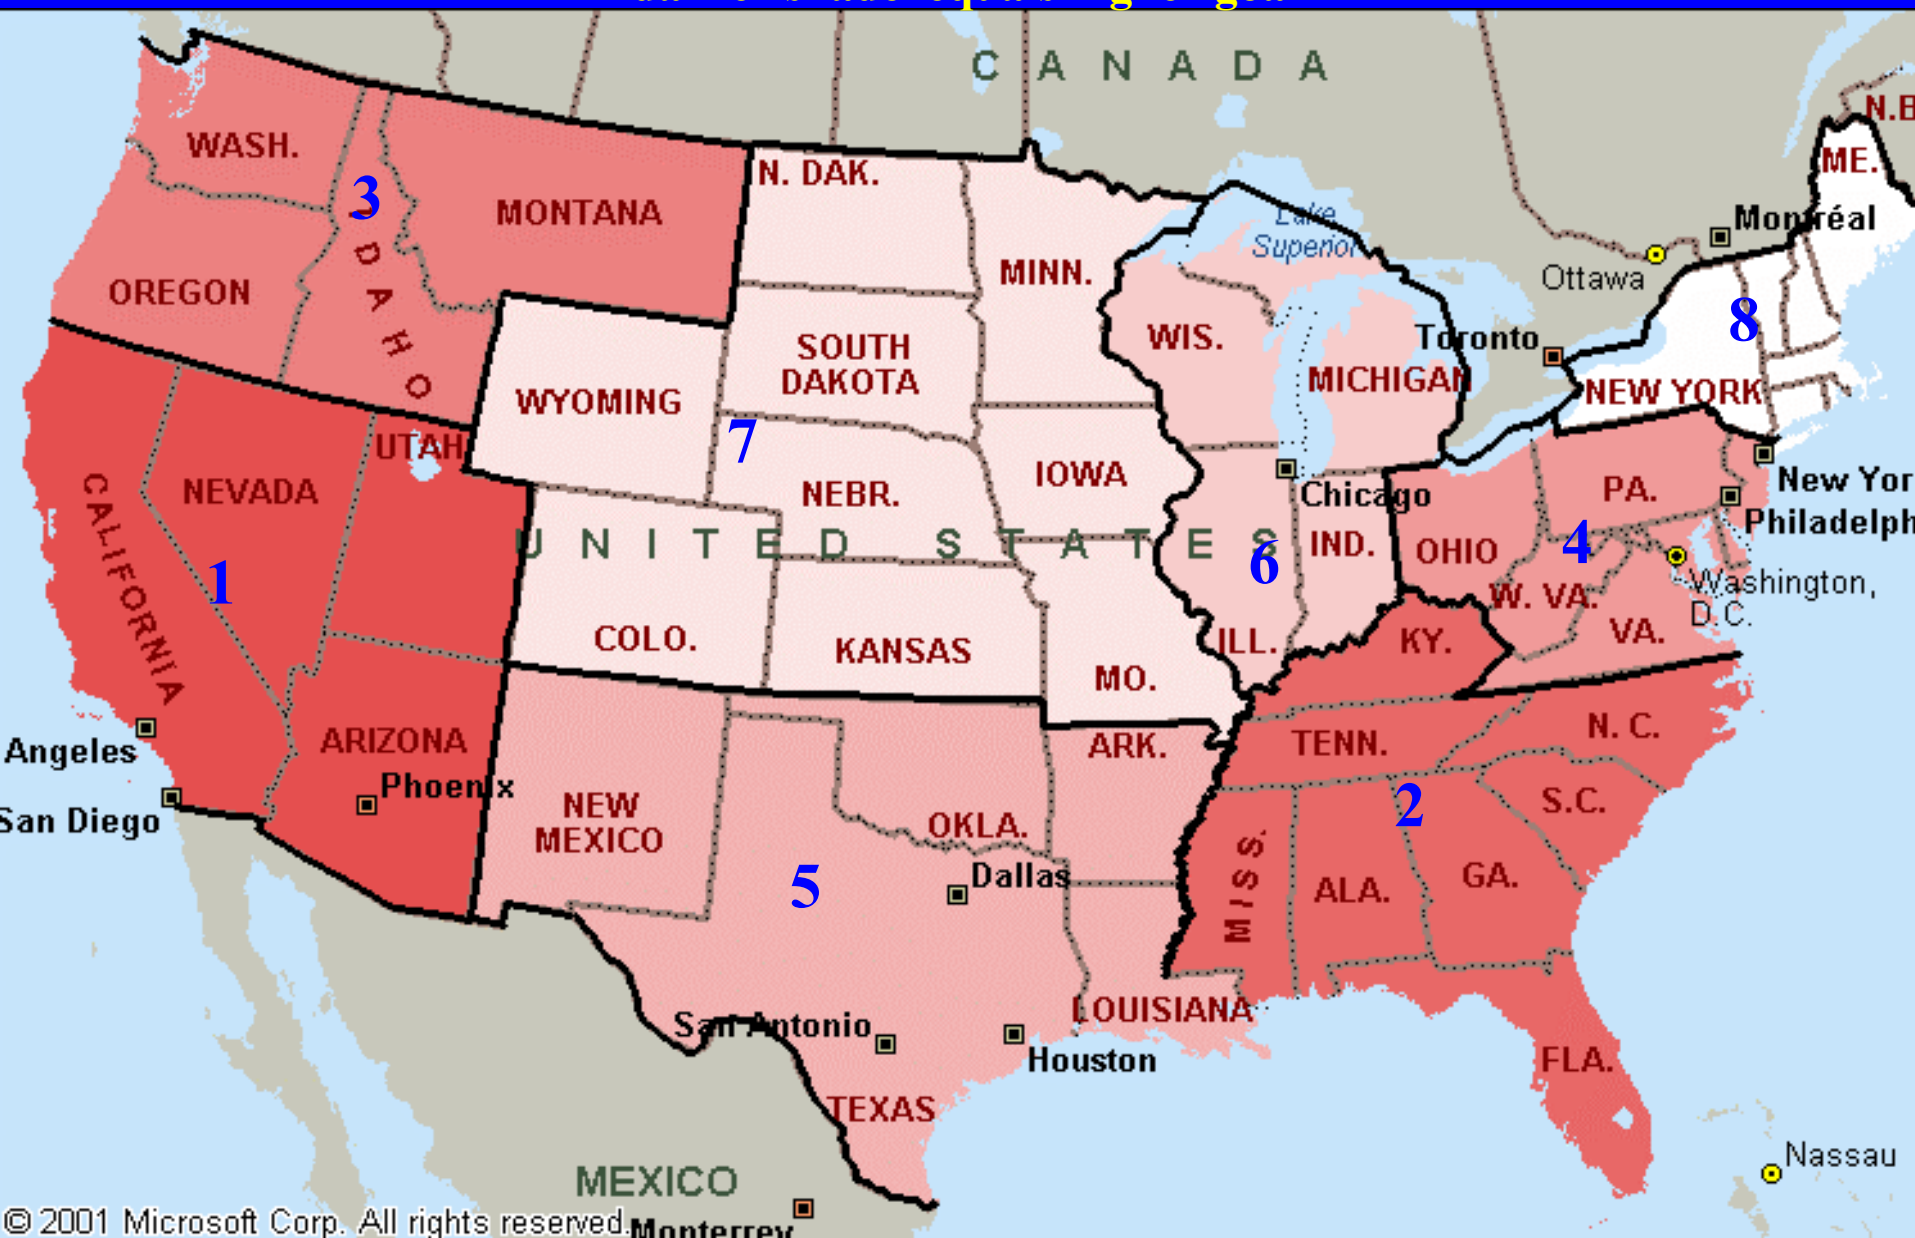 CANADA
N.B
WASH.
ME.
3
N. DAK.
MONTANA
Montréal
Lake
Superior
IDAHO
MINN.
Ottawa
OREGON
8
WIS.
Toronto
SOUTH
DAKOTA
MICHIGAN
NEW YORK
WYOMING
UTAH
7
IOWA
NEVADA
NEBR.
Chicago
PA.
New Yor
Philadelph
CALIFORNIA
UNITED STATES
IND.
OHIO
4
6
1
W. VA.
Washington,
D.C.
COLO.
KANSAS
ILL.
KY.
VA.
MO.
Angeles
ARIZONA
ARK.
TENN.
N. C.
Phoenix
San Diego
NEW
MEXICO
OKLA.
2
S.C.
5
Dallas
MISS.
ALA.
GA.
San Antonio
LOUISIANA
Houston
FLA.
TEXAS
MEXICO
Nassau
© 2001 Microsoft Corp. All rights reserved.
Monterrey